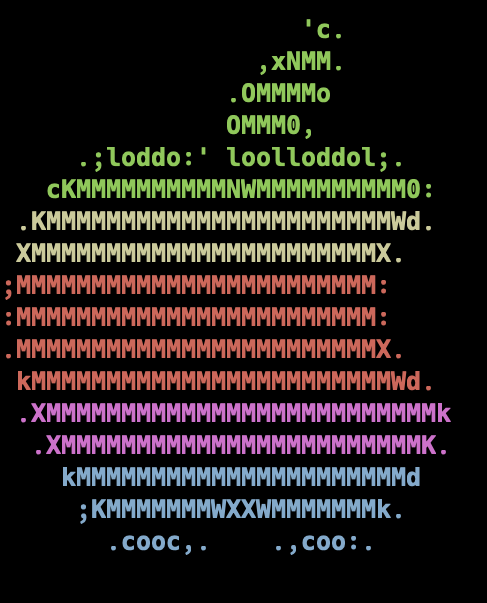 'c.
                 ,xNMM.
               .OMMMMo
               OMMM0,
     .;loddo:' loolloddol;.
   cKMMMMMMMMMMNWMMMMMMMMMM0:
 .KMMMMMMMMMMMMMMMMMMMMMMMWd.
 XMMMMMMMMMMMMMMMMMMMMMMMX.
;MMMMMMMMMMMMMMMMMMMMMMMM:
:MMMMMMMMMMMMMMMMMMMMMMMM:
.MMMMMMMMMMMMMMMMMMMMMMMMX.
 kMMMMMMMMMMMMMMMMMMMMMMMMWd.
 .XMMMMMMMMMMMMMMMMMMMMMMMMMMk
  .XMMMMMMMMMMMMMMMMMMMMMMMMK.
    kMMMMMMMMMMMMMMMMMMMMMMd
     ;KMMMMMMMWXXWMMMMMMMk.
       .cooc,.    .,coo:.